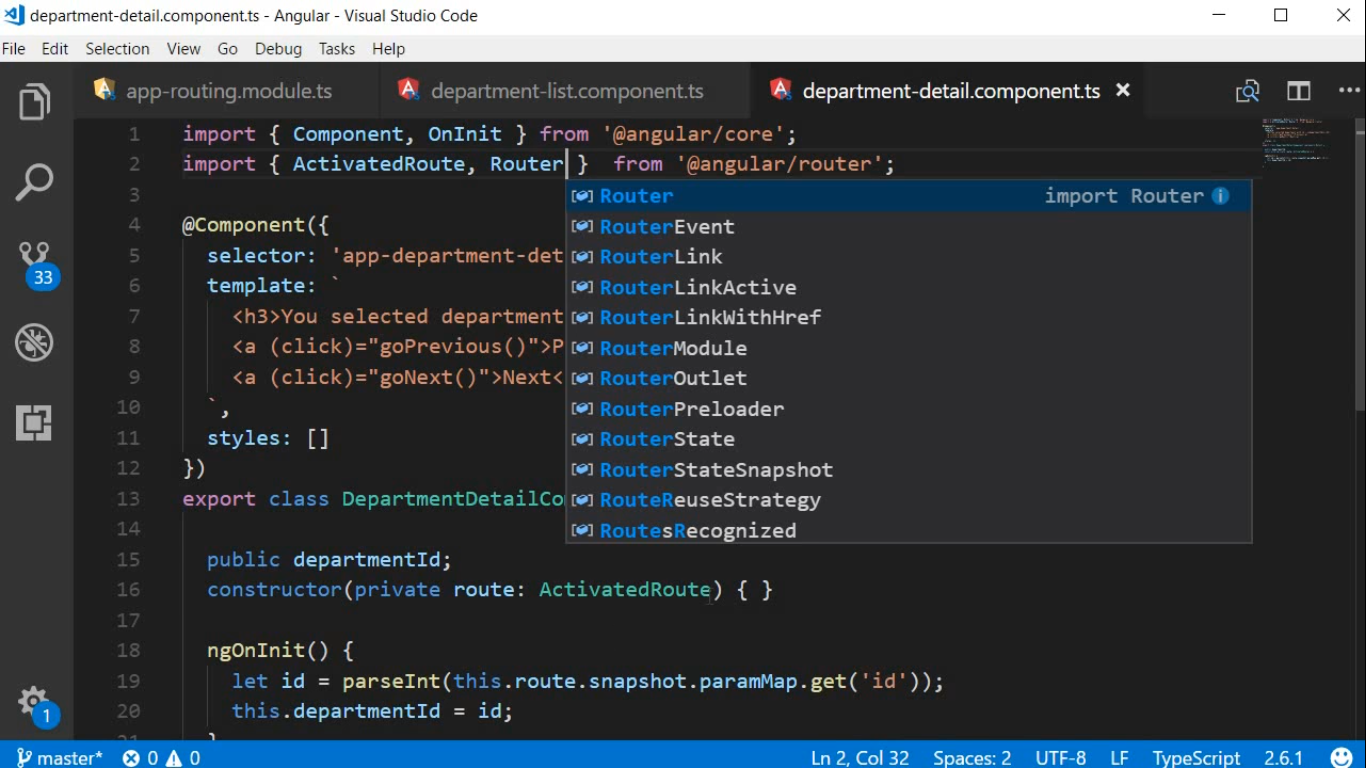 department-detail.component.ts - Angular - Visual Studio Code
File Edit Selection View Go Debug Tasks Help
app-routing.module.ts department-list.component.ts department-detail.component.ts
1 import { Component, OnInit } from '@angular/core';
2 import { ActivatedRoute, Router } from '@angular/router';
3 Router import Router
4 @Component({ RouterEvent
5 selector: 'app-department-det RouterLink
6 template: ` RouterLinkActive
7 <h3>You selected department RouterLinkWithHref
8 <a (click)="goPrevious()">P RouterModule
9 <a (click)="goNext()">Next< RouterOutlet
10 `, RouterPreloader
11 styles: [] RouterState
12 }) RouterStateSnapshot
13 export class DepartmentDetailCo RouteReuseStrategy
14 RoutesRecognized
15 public departmentId;
16 constructor(private route: ActivatedRoute) { }
17
18 ngOnInit() {
19 let id = parseInt(this.route.snapshot.paramMap.get('id'));
20 this.departmentId = id;
33
1
master* 0 0 Ln 2, Col 32 Spaces: 2 UTF-8 LF TypeScript 2.6.1